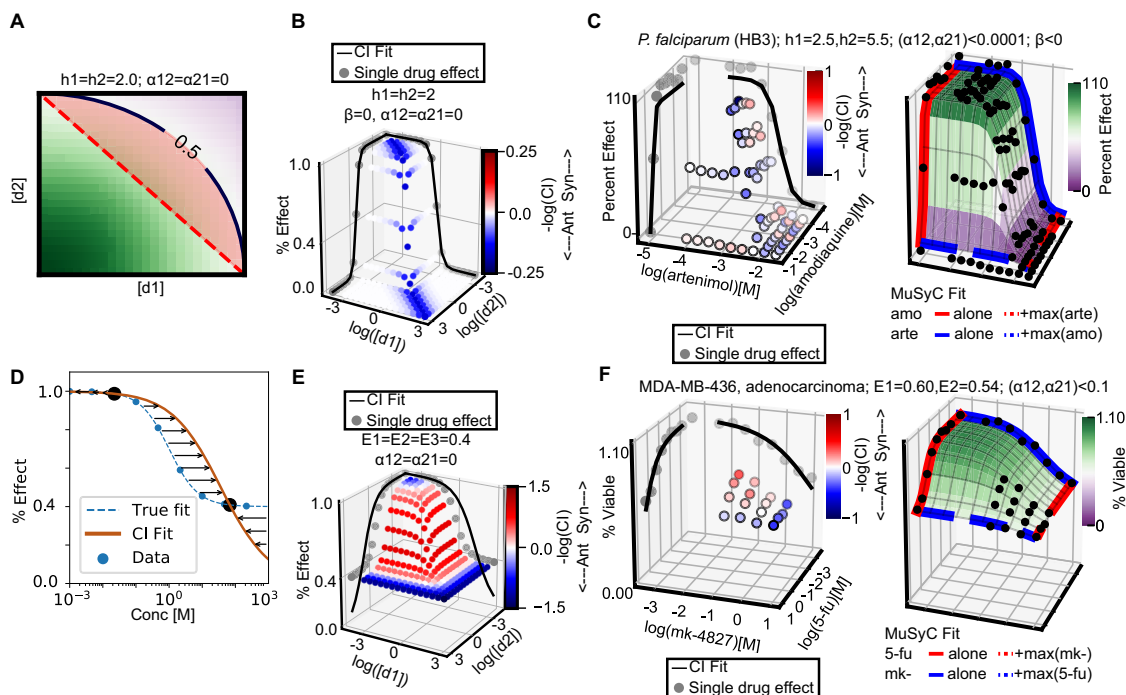 A
h1=h2=2.0; α12=α21=0
0.5
[d2]
[d1]
B
CI Fit
Single drug effect
h1=h2=2
β=0, α12=α21=0
1.0
0.4
0.0
% Effect
-3
0
3
log([d1])
-3
0
3
log([d2])
0.25
0.0
-0.25
-log(CI)
<---Ant Syn--->
C
P. falciparum (HB3); h1=2.5,h2=5.5; (α12,α21)<0.0001; β<0
110
0
Percent Effect
-5
-4
-3
-2
log(artenimol)[M]
-1
-2
-3
-4
log(amodiaquine)[M]
1
0
-1
-log(CI)
<---Ant Syn--->
110
0
Percent Effect
MuSyC Fit
amo alone +max(arte)
arte alone +max(amo)
CI Fit
Single drug effect
D
1.0
0.4
0.0
% Effect
True fit
CI Fit
Data
10⁻³ 10⁰ 10³
Conc [M]
E
CI Fit
Single drug effect
E1=E2=E3=0.4
α12=α21=0
1.0
0.4
0.0
% Effect
-3
0
3
log([d1])
-3
0
3
log([d2])
1.5
0.0
-1.5
-log(CI)
<---Ant Syn--->
F
MDA-MB-436, adenocarcinoma; E1=0.60,E2=0.54; (α12,α21)<0.1
1.10
0.00
% Viable
-3
-2
-1
0
1
log(mk-4827)[M]
log(5-fu)[M]
1
0
-1
-log(CI)
<---Ant Syn--->
1.10
0
% Viable
MuSyC Fit
5-fu alone +max(mk-)
mk- alone +max(5-fu)
CI Fit
Single drug effect